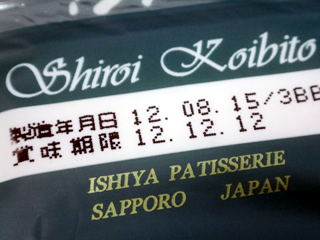 Shiroi Koibito
製造年月日 12. 08. 15/3BB
賞味期限 12. 12. 12
ISHIYA PATISSERIE
SAPPORO JAPAN